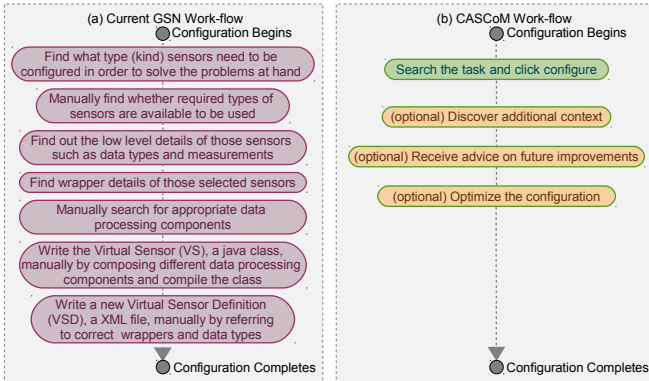 (a) Current GSN Work-flow
Configuration Begins
Find what type (kind) sensors need to be
configured in order to solve the problems at hand
Manually find whether required types of
sensors are available to be used
Find out the low level details of those sensors
such as data types and measurements
Find wrapper details of those selected sensors
Manually search for appropriate data
processing components
Write the Virtual Sensor (VS), a java class,
manually by composing different data processing
components and compile the class
Write a new Virtual Sensor Definition
(VSD), a XML file, manually by referring
to correct wrappers and data types
Configuration Completes
(b) CASCoM Work-flow
Configuration Begins
Search the task and click configure
(optional) Discover additional context
(optional) Receive advice on future improvements
(optional) Optimize the configuration
Configuration Completes